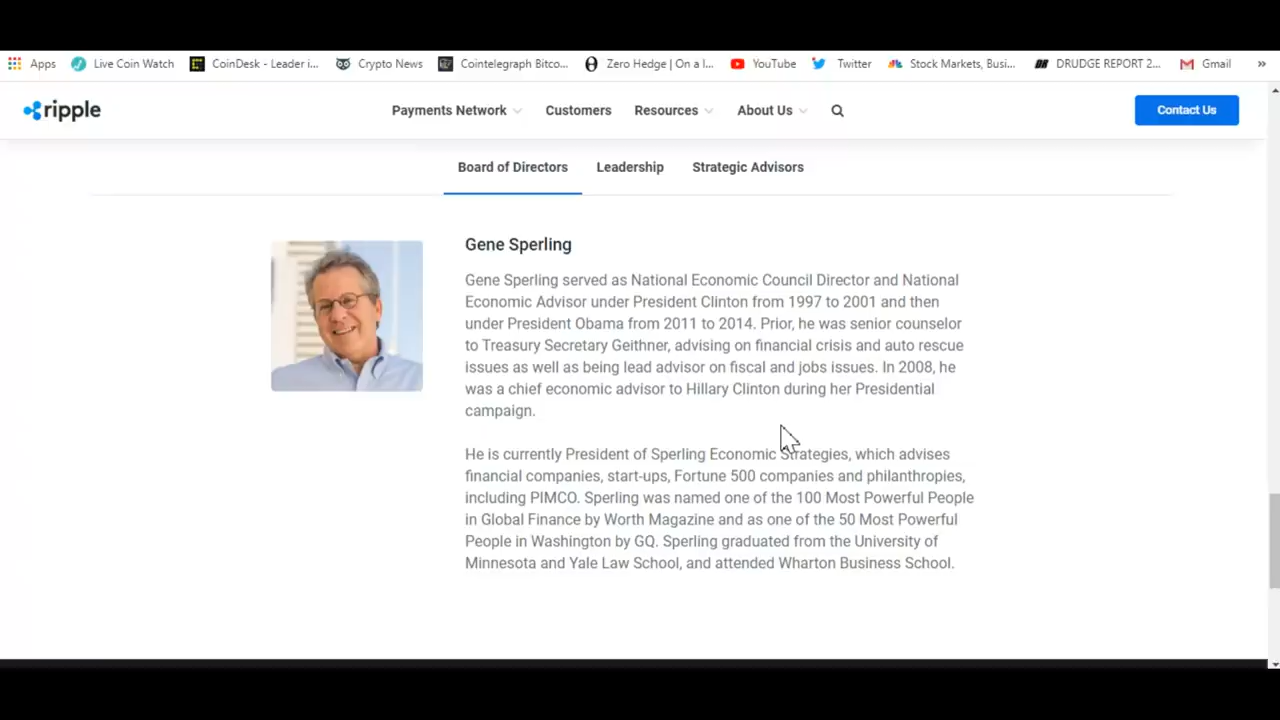 Apps Live Coin Watch CoinDesk - Leader i... Crypto News Cointelegraph Bitco... Zero Hedge | On a l... YouTube Twitter Stock Markets, Busi... DRUDGE REPORT 2... Gmail »
ripple Payments Network Customers Resources About Us Contact Us
Board of Directors Leadership Strategic Advisors
Gene Sperling
Gene Sperling served as National Economic Council Director and National
Economic Advisor under President Clinton from 1997 to 2001 and then
under President Obama from 2011 to 2014. Prior, he was senior counselor
to Treasury Secretary Geithner, advising on financial crisis and auto rescue
issues as well as being lead advisor on fiscal and jobs issues. In 2008, he
was a chief economic advisor to Hillary Clinton during her Presidential
campaign.
He is currently President of Sperling Economic Strategies, which advises
financial companies, start-ups, Fortune 500 companies and philanthropies,
including PIMCO. Sperling was named one of the 100 Most Powerful People
in Global Finance by Worth Magazine and as one of the 50 Most Powerful
People in Washington by GQ. Sperling graduated from the University of
Minnesota and Yale Law School, and attended Wharton Business School.